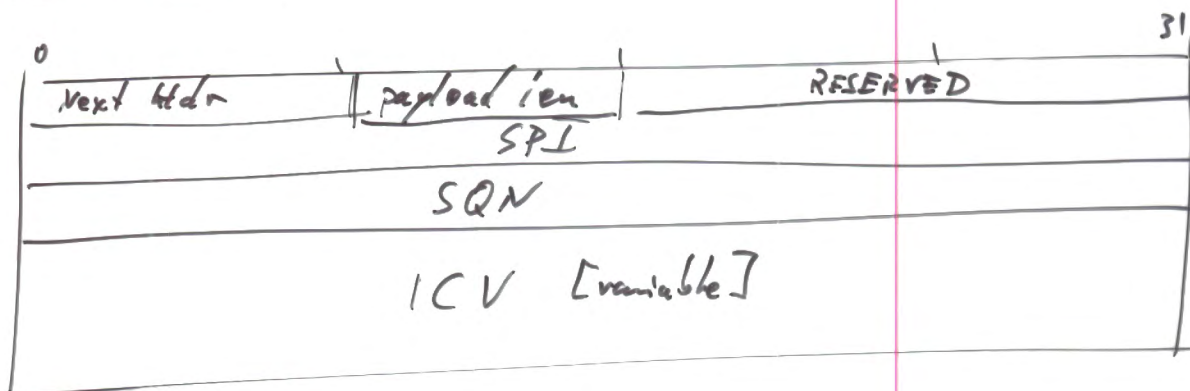 0 31
Next Hdr payload len RESERVED
SPI
SQN
ICV [variable]